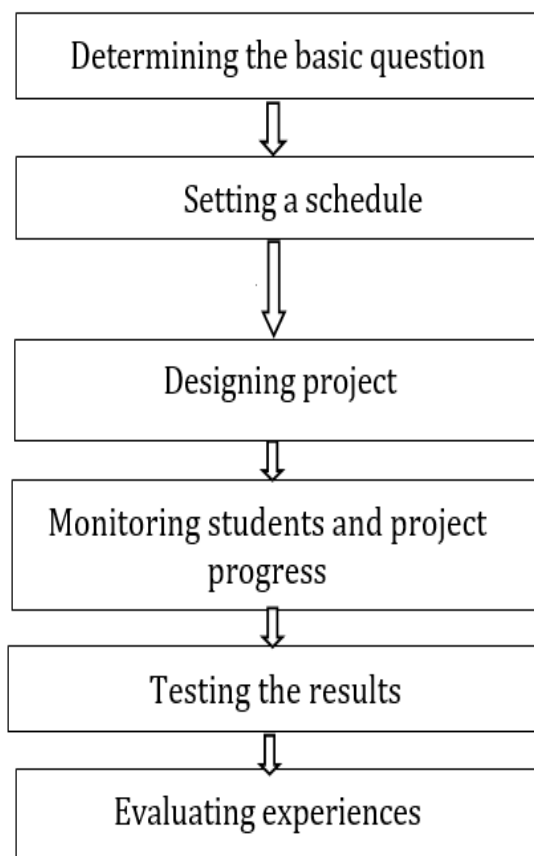 Determining the basic question
Setting a schedule
Designing project
Monitoring students and project
progress
Testing the results
Evaluating experiences